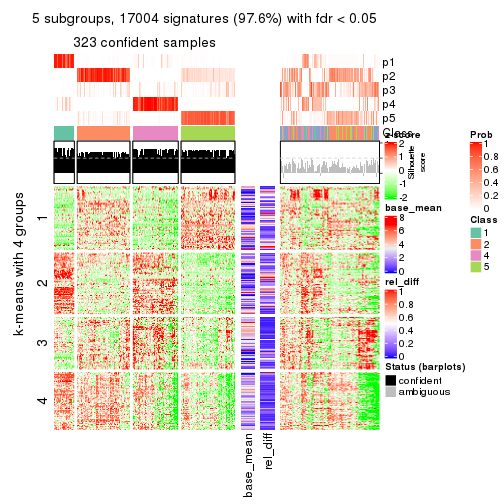 5 subgroups, 17004 signatures (97.6%) with fdr < 0.05
323 confident samples
p1
p2
p3
p4
p5
Class
z-score
2
1
0
-1
-2
Silhouette
score
base_mean
8
6
4
2
0
rel_diff
1
0.8
0.6
0.4
0.2
0
Status (barplots)
confident
ambiguous
Prob
1
0.8
0.6
0.4
0.2
0
Class
1
2
4
5
k-means with 4 groups
1
2
3
4
base_mean
rel_diff